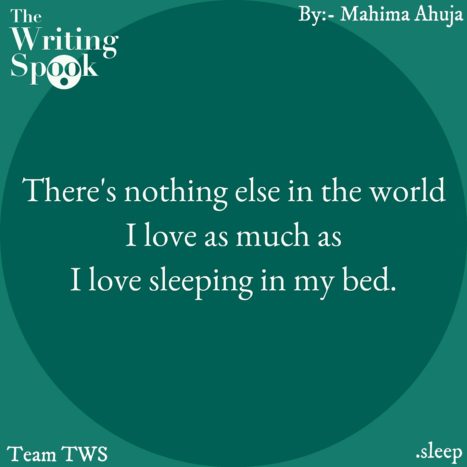 The
Writing
Spook
By:- Mahima Ahuja
There's nothing else in the world
I love as much as
I love sleeping in my bed.
Team TWS
.sleep